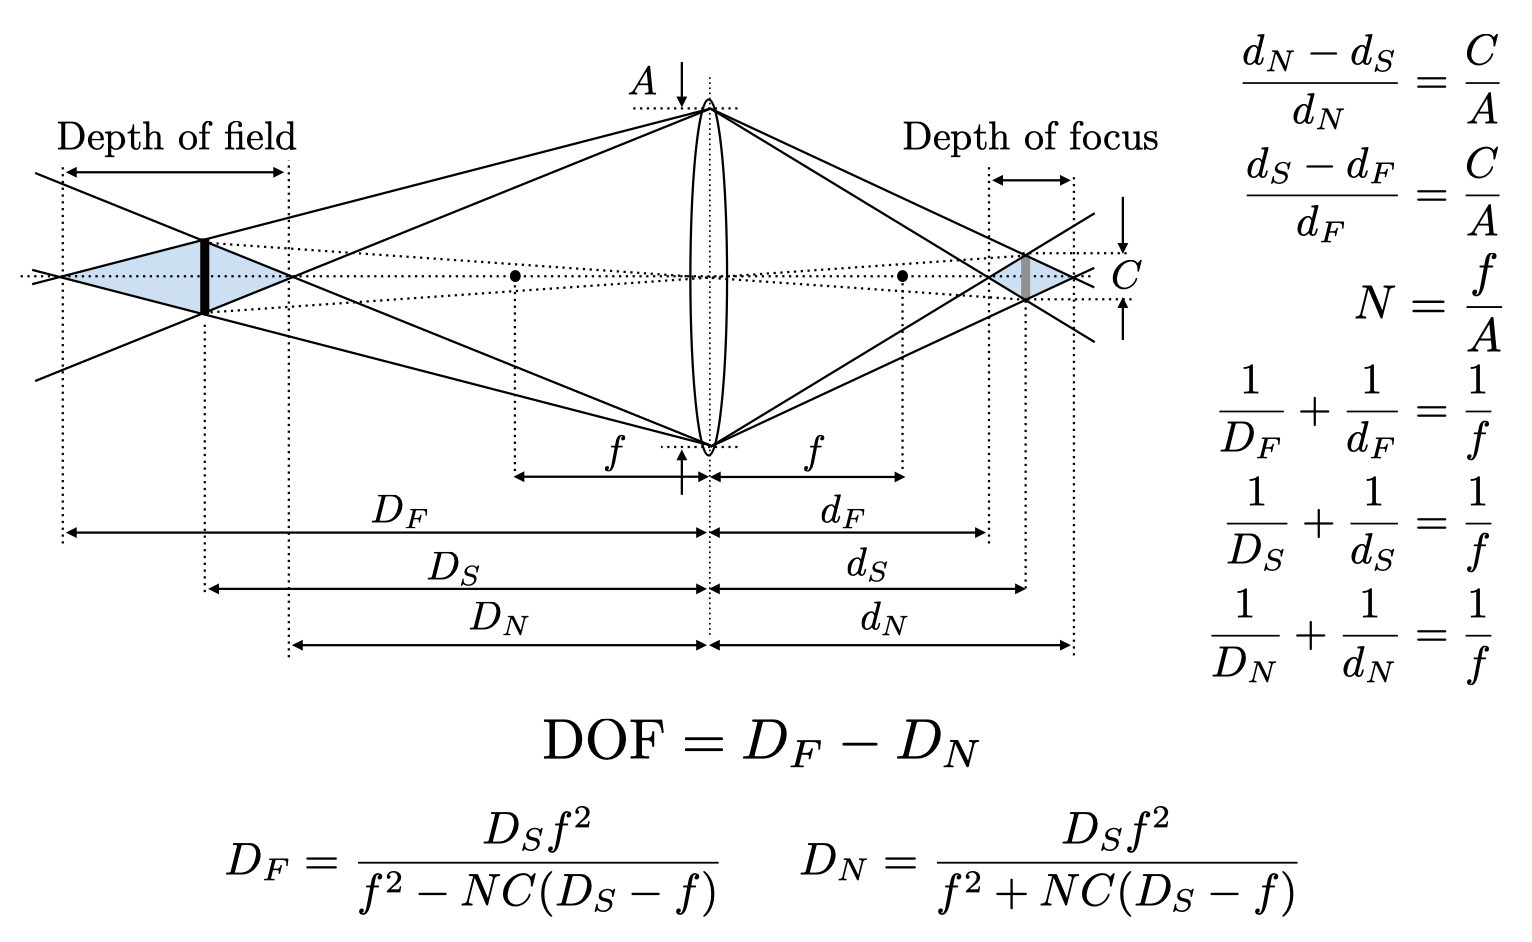 A
Depth of field
Depth of focus
C
f
f
D_F
d_F
D_S
d_S
D_N
d_N
\frac{d_N - d_S}{d_N} = \frac{C}{A}
\frac{d_S - d_F}{d_F} = \frac{C}{A}
N = \frac{f}{A}
\frac{1}{D_F} + \frac{1}{d_F} = \frac{1}{f}
\frac{1}{D_S} + \frac{1}{d_S} = \frac{1}{f}
\frac{1}{D_N} + \frac{1}{d_N} = \frac{1}{f}
DOF = D_F - D_N
D_F = \frac{D_S f^2}{f^2 - NC(D_S - f)}
D_N = \frac{D_S f^2}{f^2 + NC(D_S - f)}